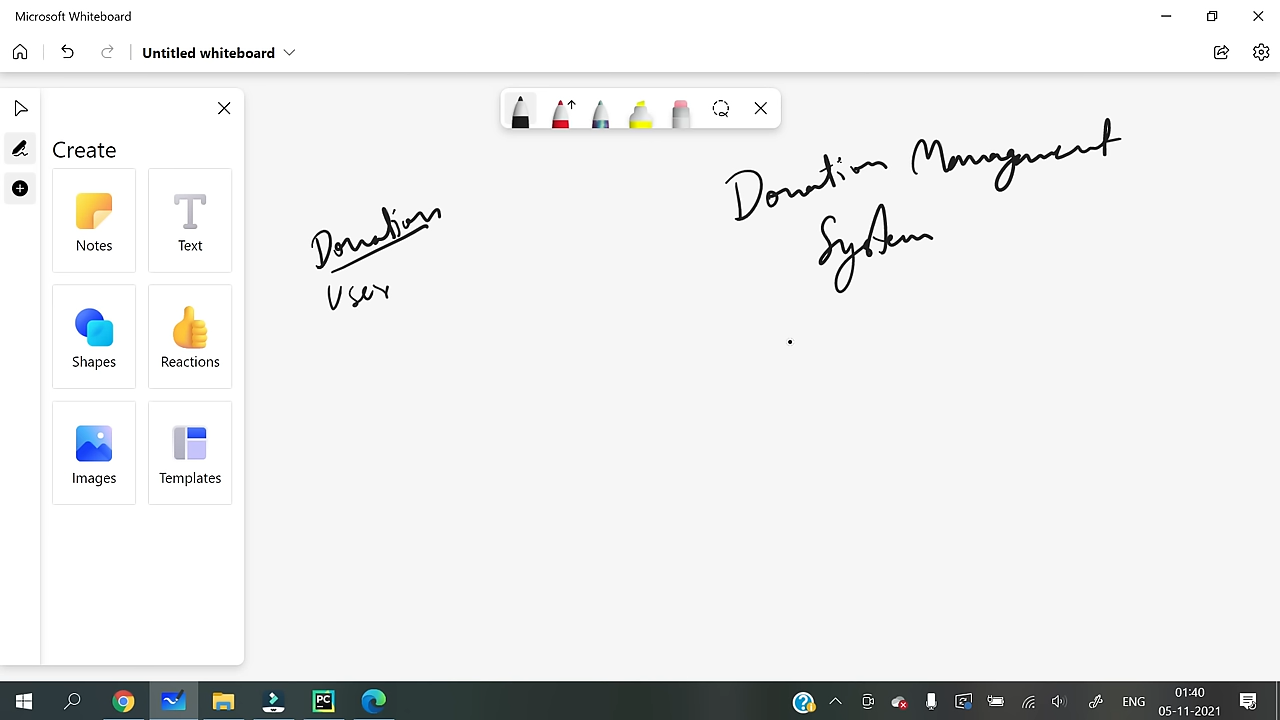 Microsoft Whiteboard
Untitled whiteboard
Create
Notes
Text
Shapes
Reactions
Images
Templates
Donation
User
Donation Management
System
PC
ENG
01:40
05-11-2021